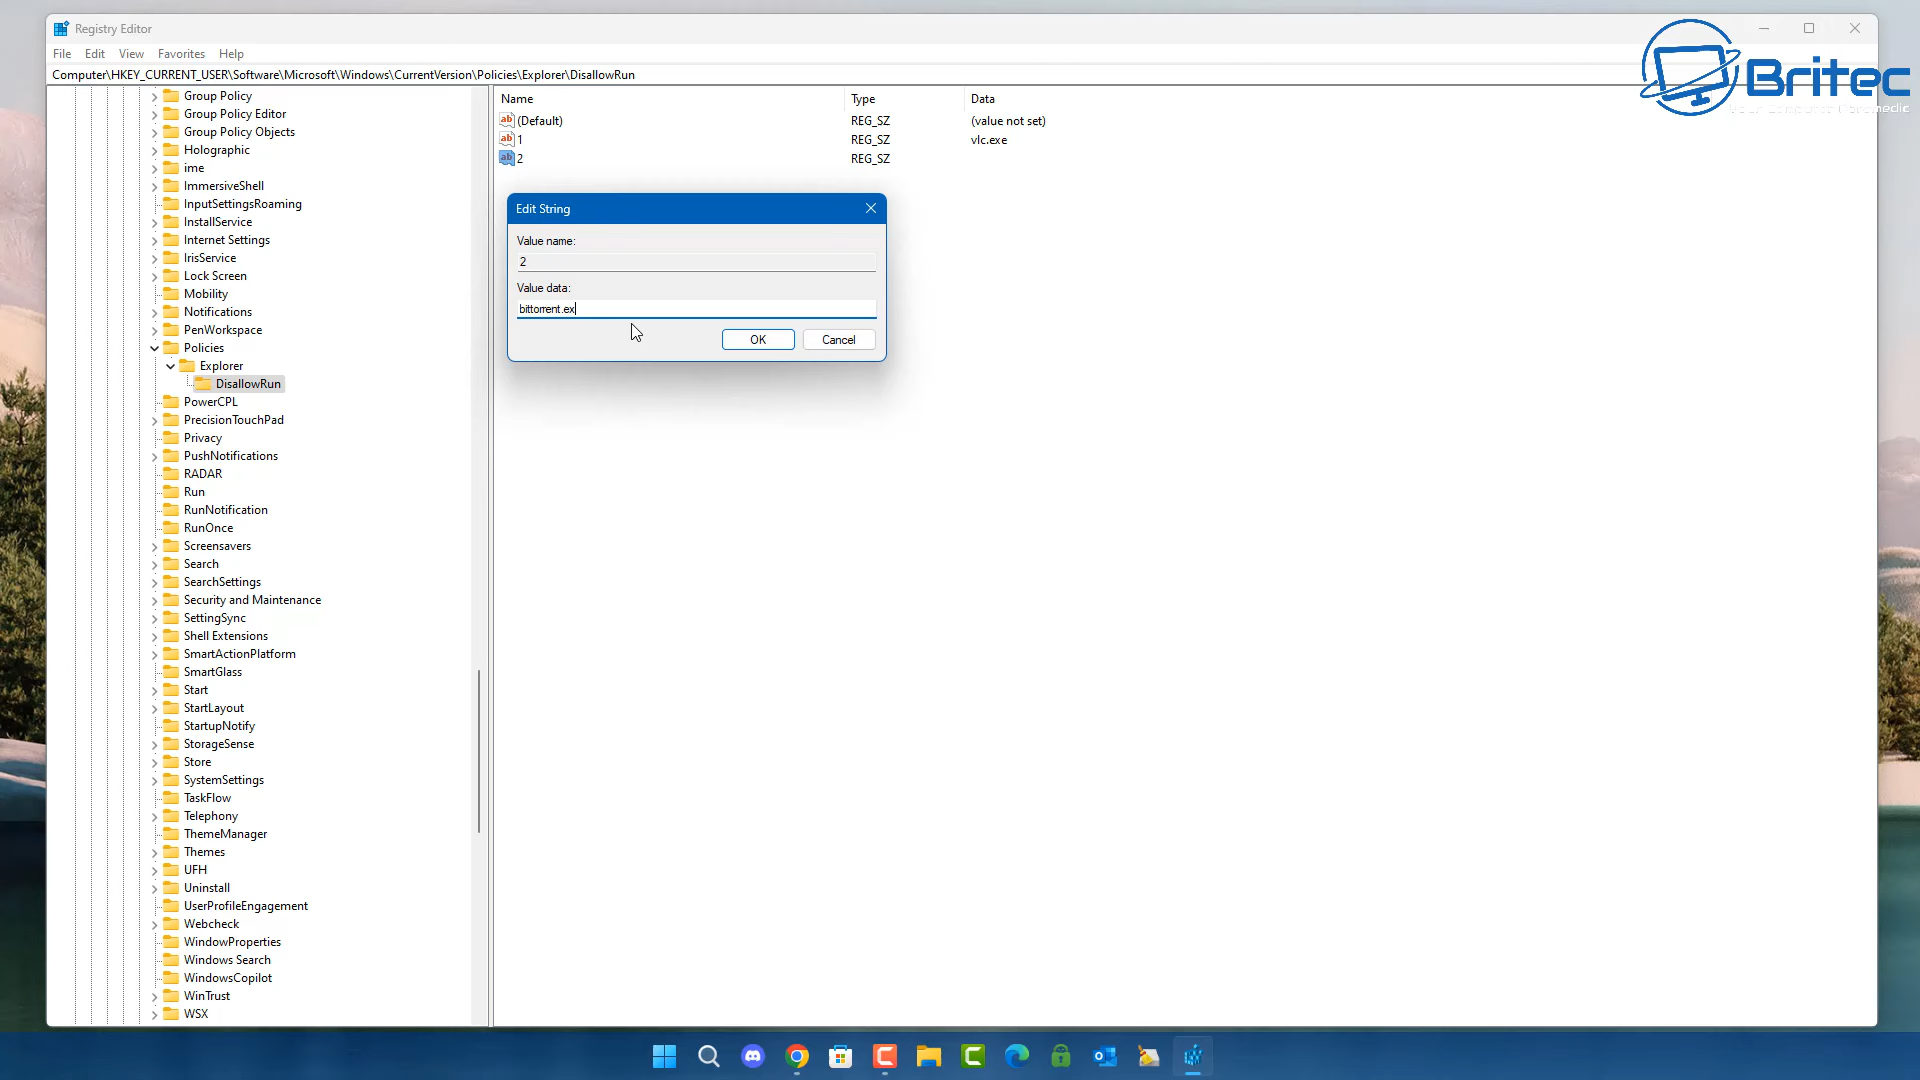 Registry Editor
File Edit View Favorites Help
Computer\HKEY_CURRENT_USER\Software\Microsoft\Windows\CurrentVersion\Policies\Explorer\DisallowRun
Britec
Group Policy
Group Policy Editor
Group Policy Objects
Holographic
ime
ImmersiveShell
InputSettingsRoaming
InstallService
Internet Settings
IrisService
Lock Screen
Mobility
Notifications
PenWorkspace
Policies
Explorer
DisallowRun
PowerCPL
PrecisionTouchPad
Privacy
PushNotifications
RADAR
Run
RunNotification
RunOnce
Screensavers
Search
SearchSettings
Security and Maintenance
SettingSync
Shell Extensions
SmartActionPlatform
SmartGlass
Start
StartLayout
StartupNotify
StorageSense
Store
SystemSettings
TaskFlow
Telephony
ThemeManager
Themes
UFH
Uninstall
UserProfileEngagement
Webcheck
WindowProperties
Windows Search
WindowsCopilot
WinTrust
WSX
Name Type Data
(Default) REG_SZ (value not set)
1 REG_SZ vlc.exe
2 REG_SZ
Edit String
Value name:
2
Value data:
bittorrent.ex
OK Cancel